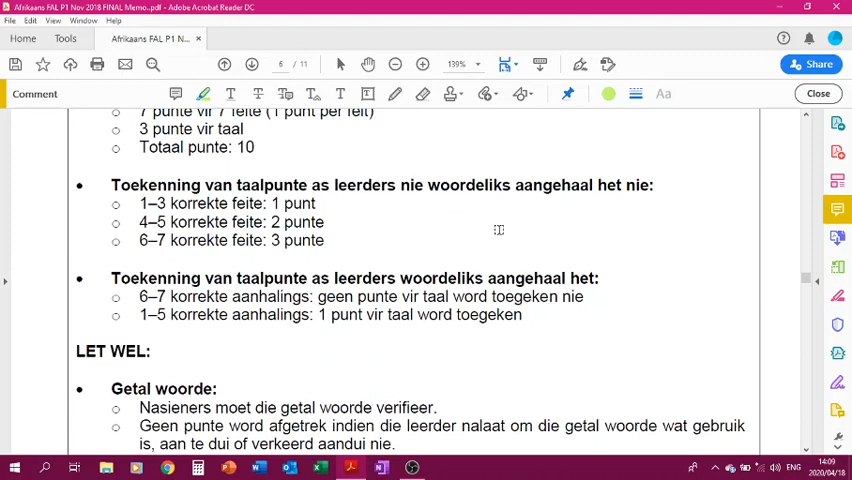 Afrikaans FAL P1 Nov 2018 FINAL Memo..pdf - Adobe Acrobat Reader DC
File Edit View Window Help
Home Tools Afrikaans FAL P1 N... ×
6 / 11 139% Share
Comment Aa Close
7 punte vir 7 feite (1 punt per feit)
3 punte vir taal
Totaal punte: 10
Toekenning van taalpunte as leerders nie woordeliks aangehaal het nie:
1–3 korrekte feite: 1 punt
4–5 korrekte feite: 2 punte
6–7 korrekte feite: 3 punte
Toekenning van taalpunte as leerders woordeliks aangehaal het:
6–7 korrekte aanhalings: geen punte vir taal word toegeken nie
1–5 korrekte aanhalings: 1 punt vir taal word toegeken
LET WEL:
Getal woorde:
Nasieners moet die getal woorde verifieer.
Geen punte word afgetrek indien die leerder nalaat om die getal woorde wat gebruik
is, aan te dui of verkeerd aandui nie.
ENG 14:09
2020/04/18